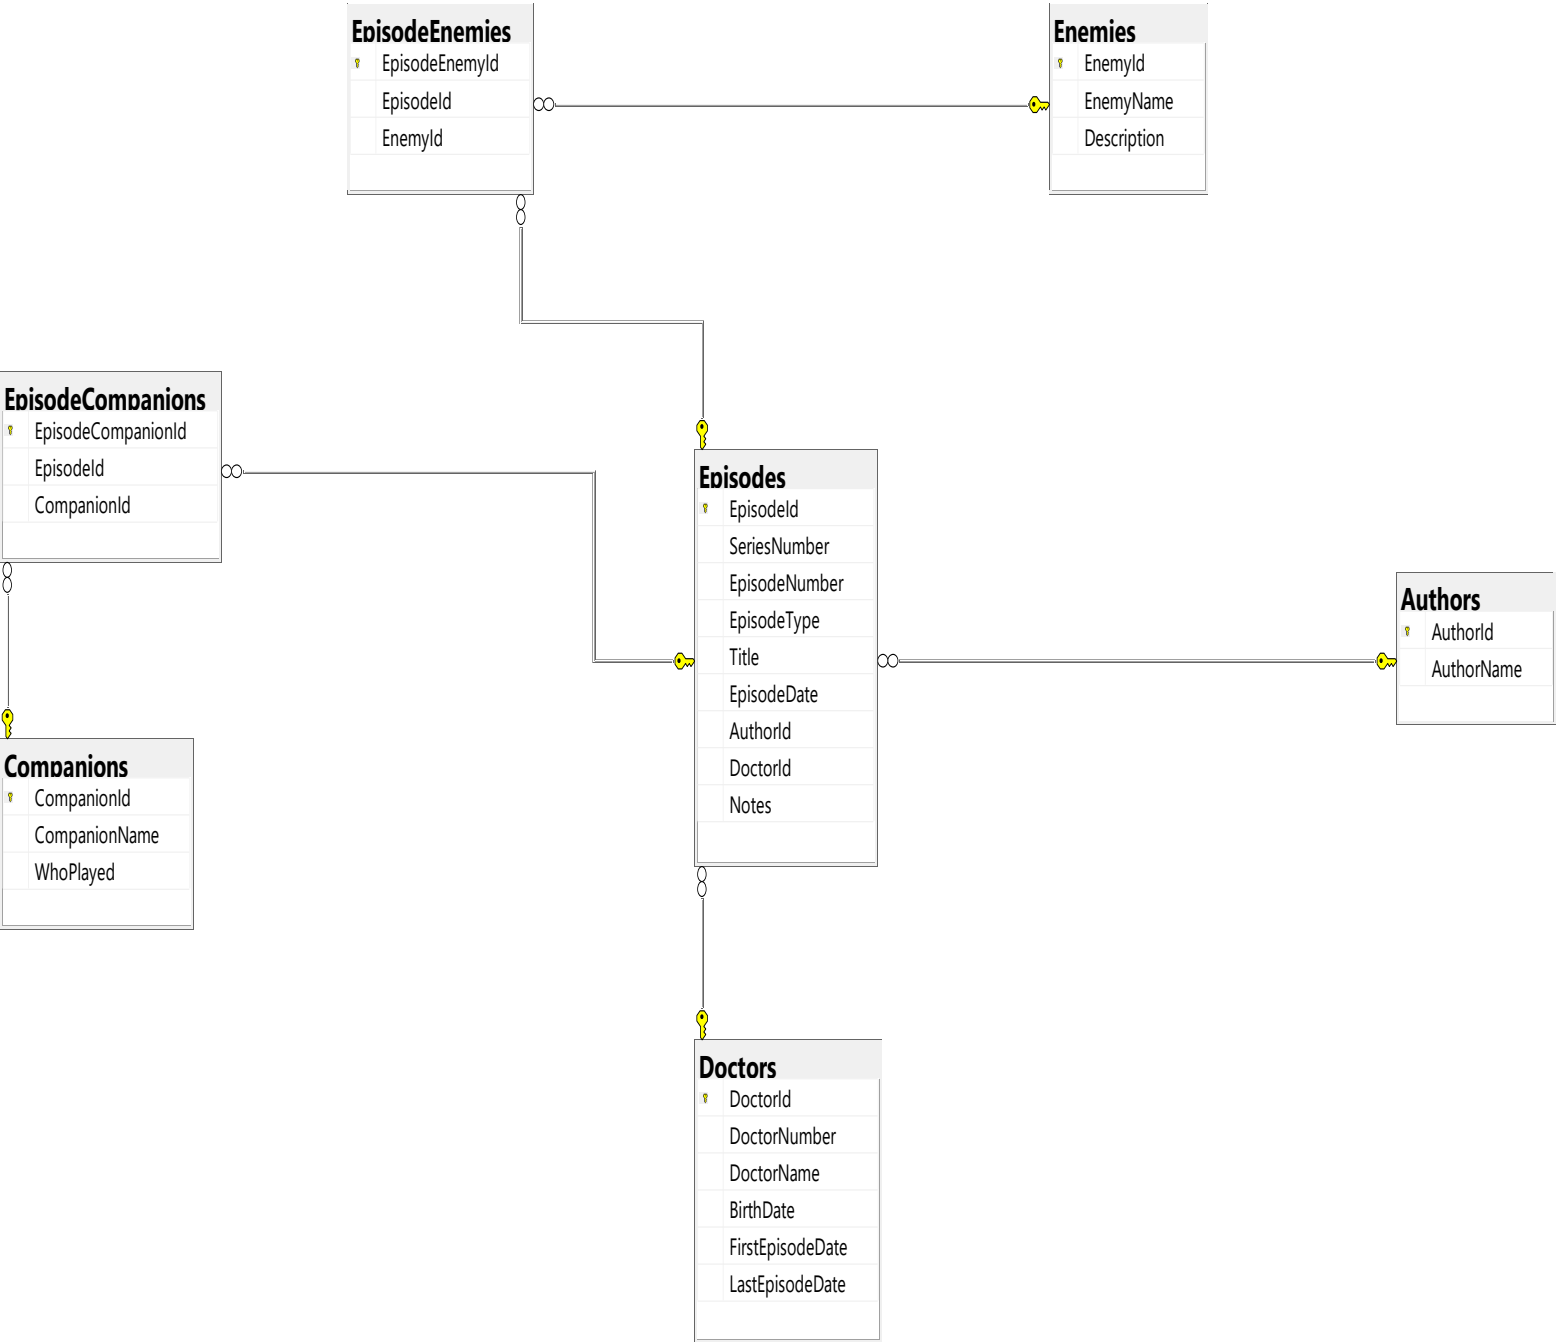 EpisodeEnemies
EpisodeEnemyId
EpisodeId
EnemyId
Enemies
EnemyId
EnemyName
Description
EpisodeCompanions
EpisodeCompanionId
EpisodeId
CompanionId
Episodes
EpisodeId
SeriesNumber
EpisodeNumber
EpisodeType
Title
EpisodeDate
AuthorId
DoctorId
Notes
Authors
AuthorId
AuthorName
Companions
CompanionId
CompanionName
WhoPlayed
Doctors
DoctorId
DoctorNumber
DoctorName
BirthDate
FirstEpisodeDate
LastEpisodeDate